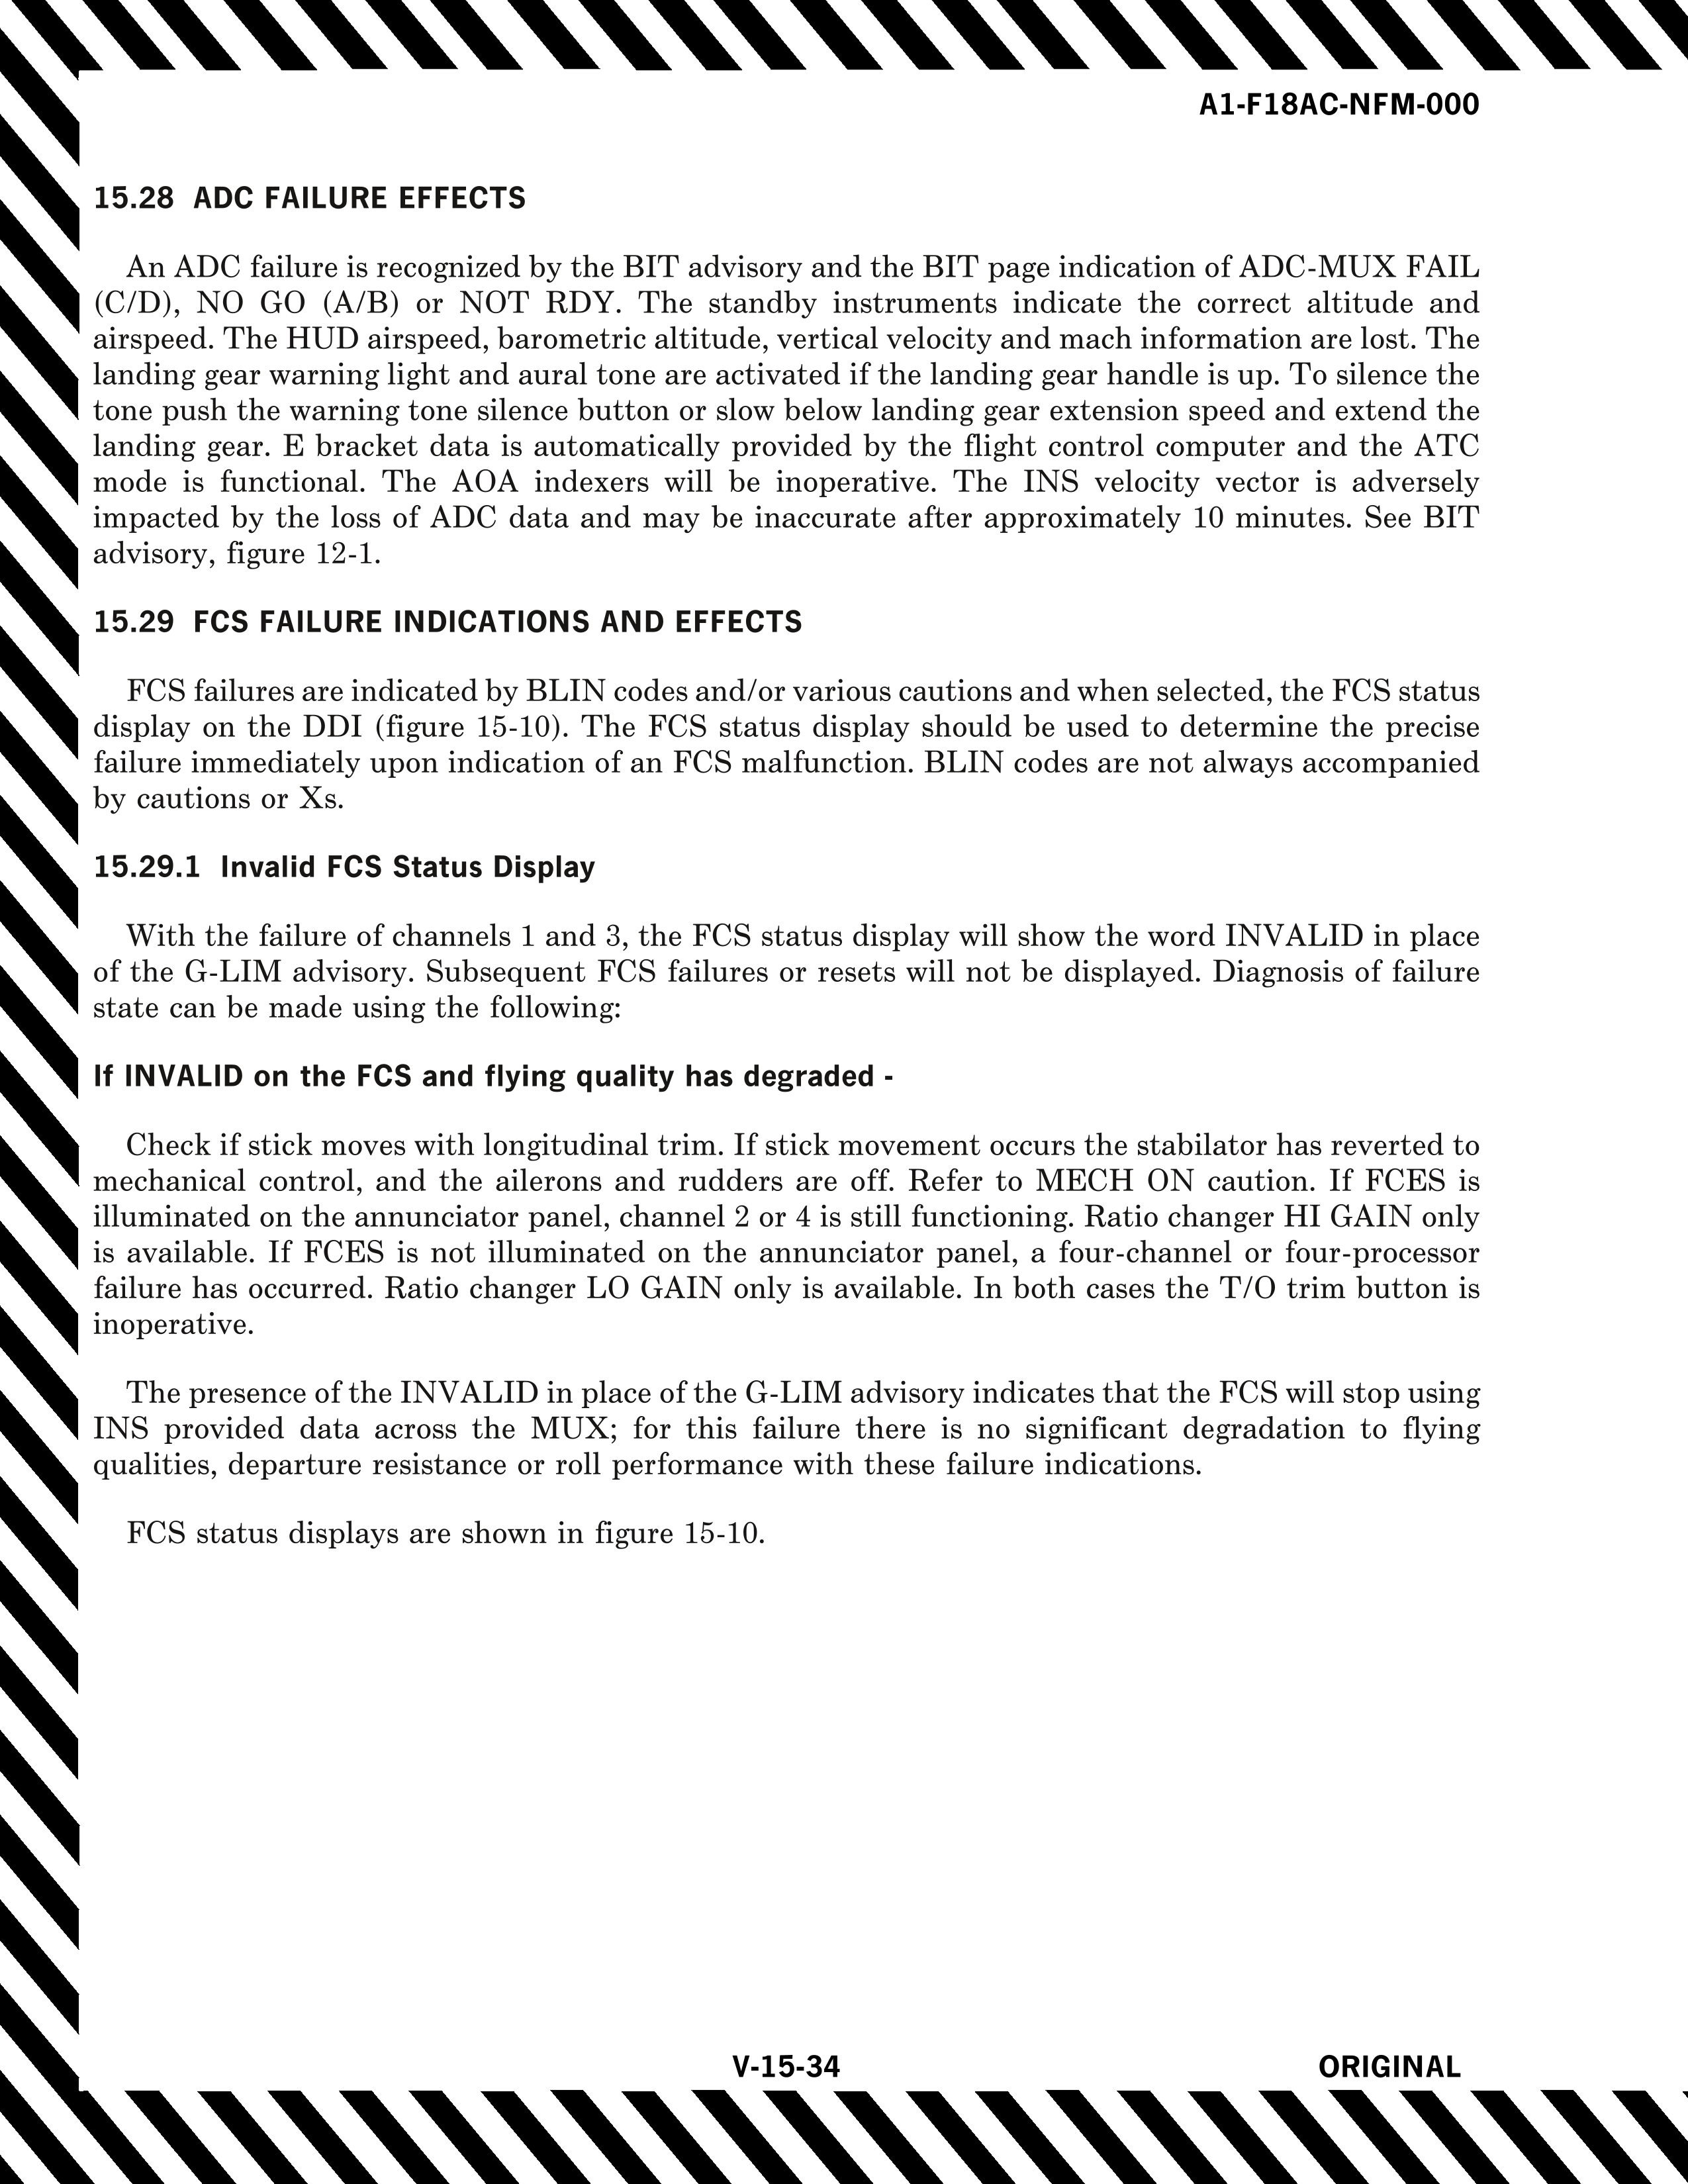 A1-F18AC-NFM-000
15.28 ADC FAILURE EFFECTS
An ADC failure is recognized by the BIT advisory and the BIT page indication of ADC-MUX FAIL
(C/D), NO GO (A/B) or NOT RDY. The standby instruments indicate the correct altitude and
airspeed. The HUD airspeed, barometric altitude, vertical velocity and mach information are lost. The
landing gear warning light and aural tone are activated if the landing gear handle is up. To silence the
tone push the warning tone silence button or slow below landing gear extension speed and extend the
landing gear. E bracket data is automatically provided by the flight control computer and the ATC
mode is functional. The AOA indexers will be inoperative. The INS velocity vector is adversely
impacted by the loss of ADC data and may be inaccurate after approximately 10 minutes. See BIT
advisory, figure 12-1.
15.29 FCS FAILURE INDICATIONS AND EFFECTS
FCS failures are indicated by BLIN codes and/or various cautions and when selected, the FCS status
display on the DDI (figure 15-10). The FCS status display should be used to determine the precise
failure immediately upon indication of an FCS malfunction. BLIN codes are not always accompanied
by cautions or Xs.
15.29.1 Invalid FCS Status Display
With the failure of channels 1 and 3, the FCS status display will show the word INVALID in place
of the G-LIM advisory. Subsequent FCS failures or resets will not be displayed. Diagnosis of failure
state can be made using the following:
If INVALID on the FCS and flying quality has degraded -
Check if stick moves with longitudinal trim. If stick movement occurs the stabilator has reverted to
mechanical control, and the ailerons and rudders are off. Refer to MECH ON caution. If FCES is
illuminated on the annunciator panel, channel 2 or 4 is still functioning. Ratio changer HI GAIN only
is available. If FCES is not illuminated on the annunciator panel, a four-channel or four-processor
failure has occurred. Ratio changer LO GAIN only is available. In both cases the T/O trim button is
inoperative.
The presence of the INVALID in place of the G-LIM advisory indicates that the FCS will stop using
INS provided data across the MUX; for this failure there is no significant degradation to flying
qualities, departure resistance or roll performance with these failure indications.
FCS status displays are shown in figure 15-10.
V-15-34
ORIGINAL